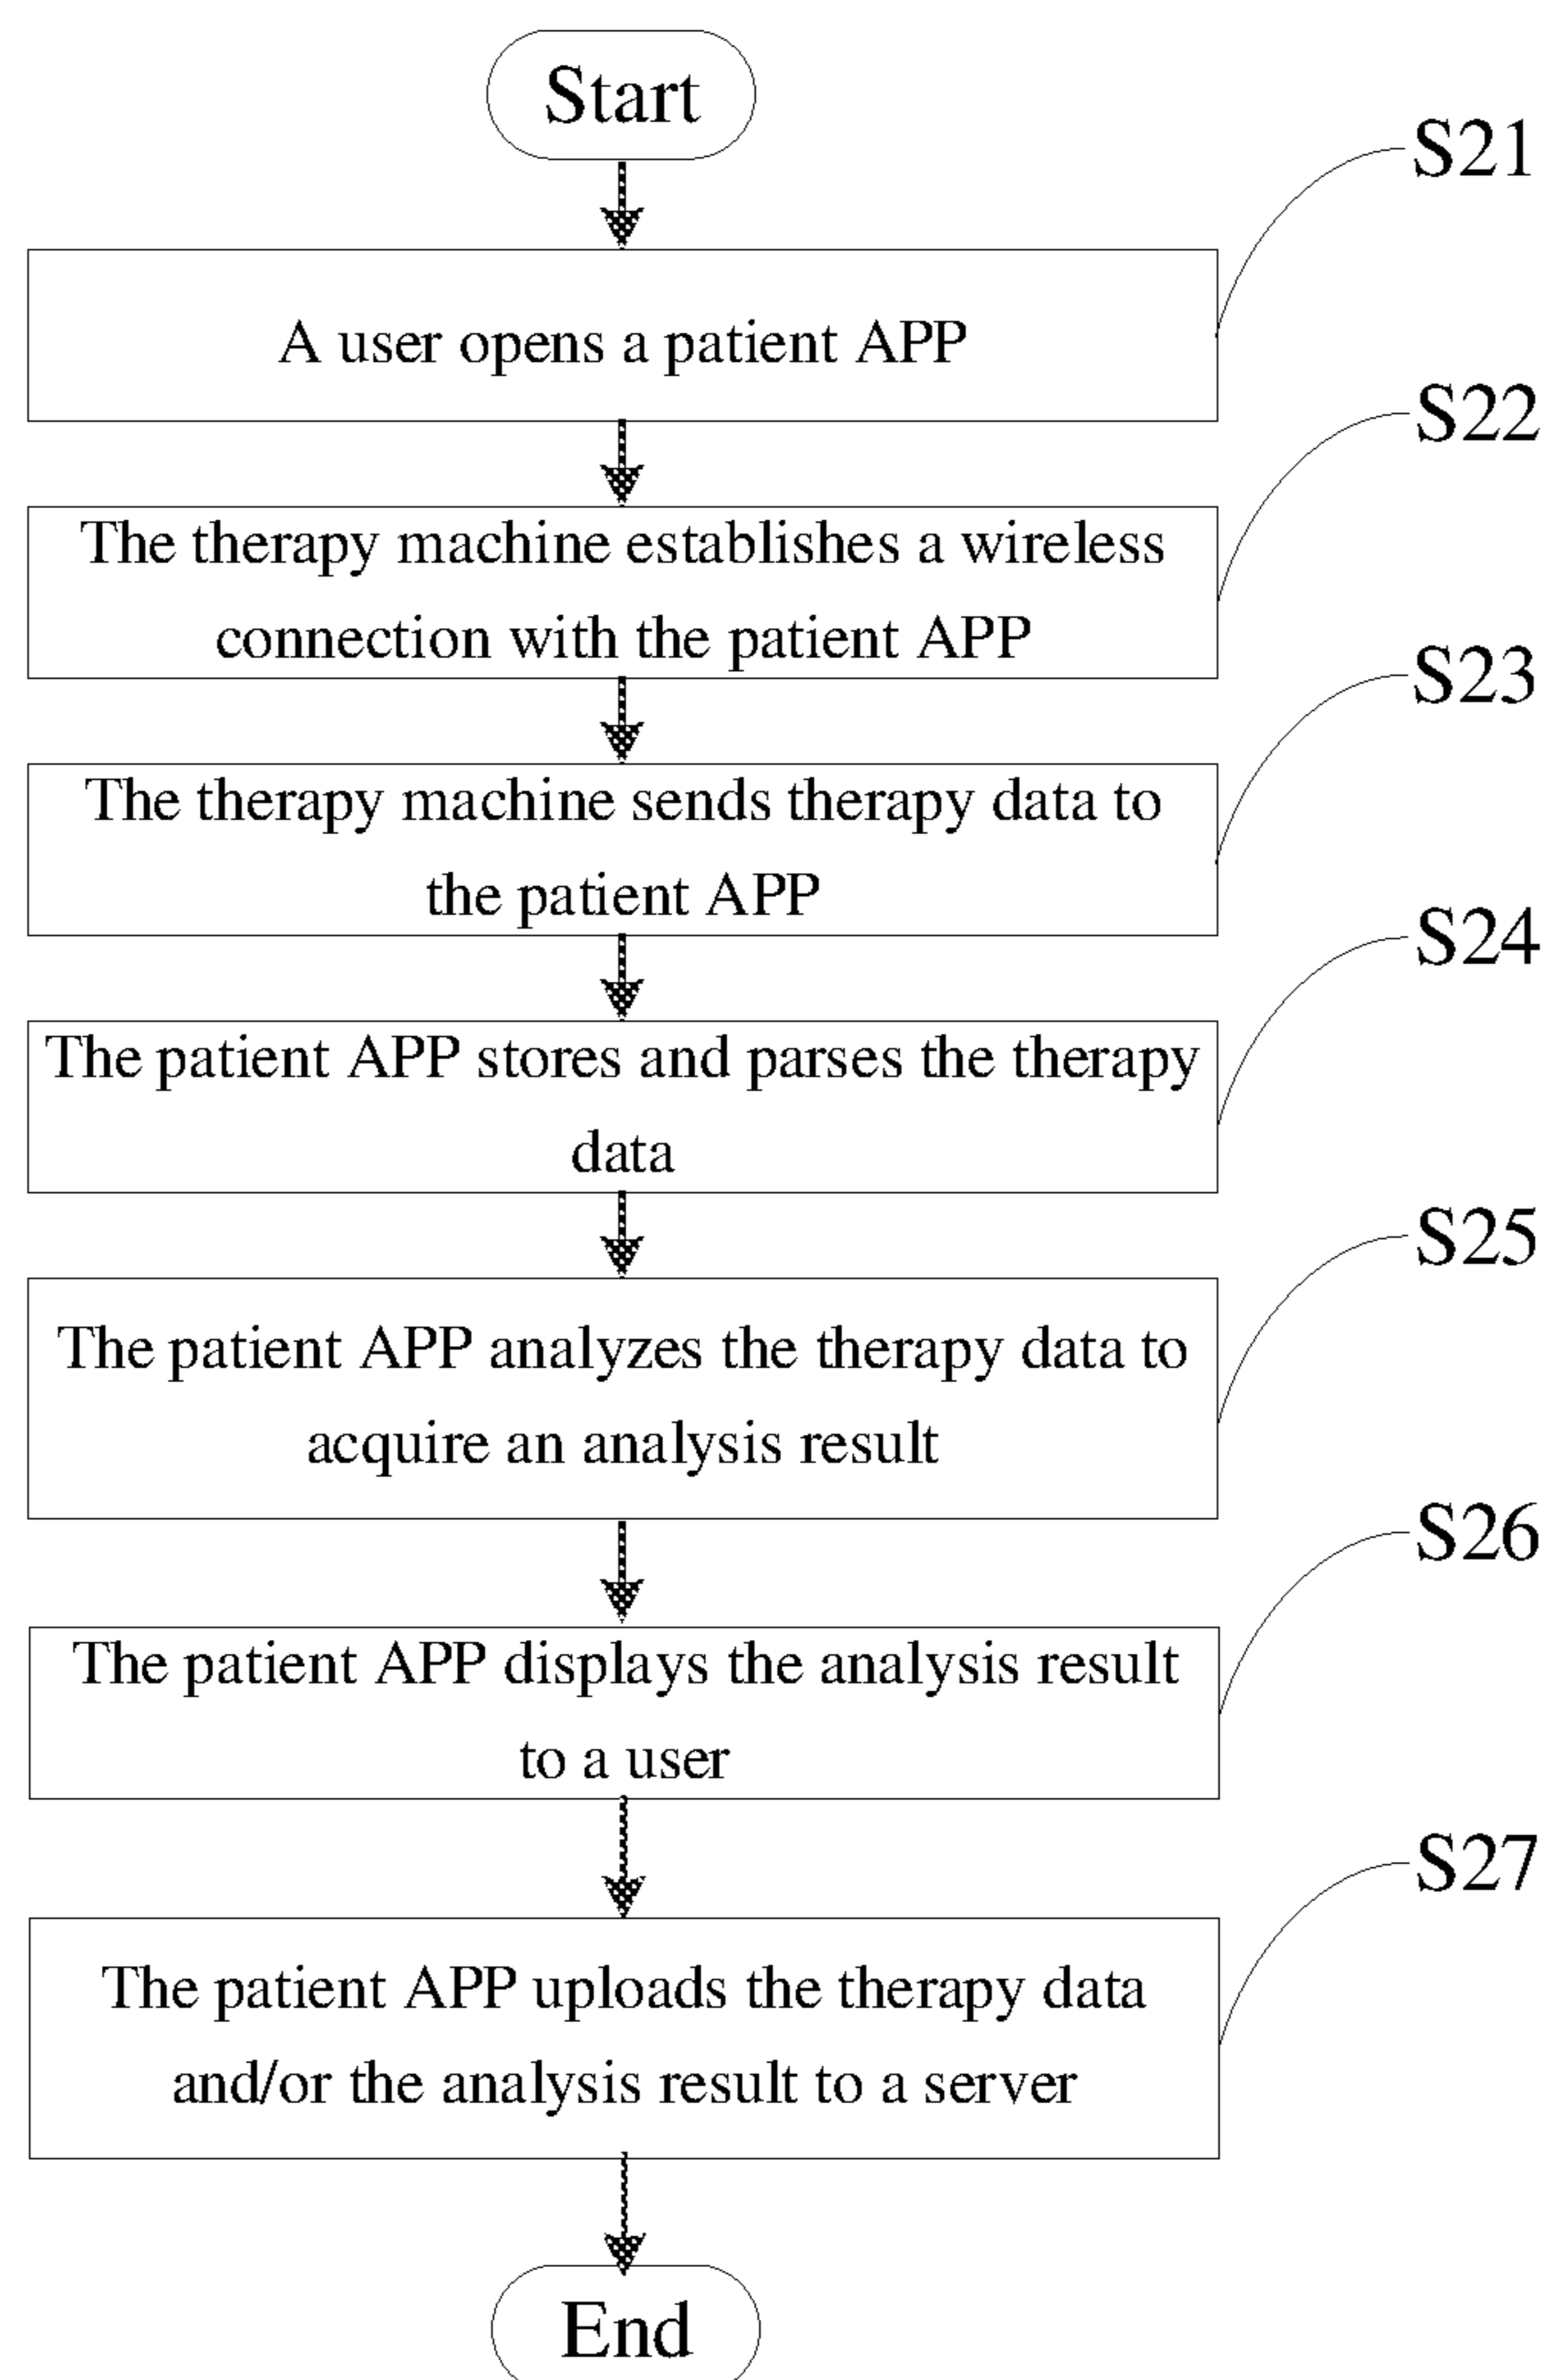 Start
S21
A user opens a patient APP
S22
The therapy machine establishes a wireless
connection with the patient APP
S23
The therapy machine sends therapy data to
the patient APP
S24
The patient APP stores and parses the therapy
data
S25
The patient APP analyzes the therapy data to
acquire an analysis result
S26
The patient APP displays the analysis result
to a user
S27
The patient APP uploads the therapy data
and/or the analysis result to a server
End